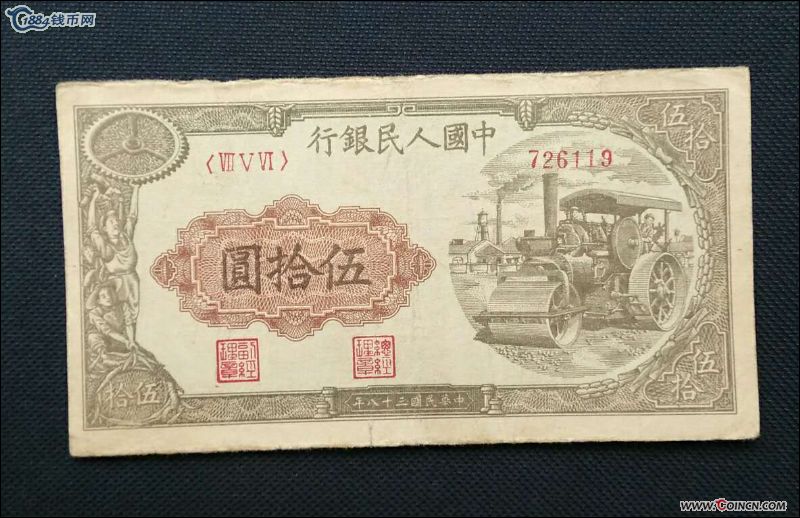 1884钱币网
中國人民銀行
〈ⅦⅤⅥ〉
726119
伍拾
伍拾圓
總經理章
副經理章
伍拾
伍拾
中華民國三十八年
www.Coincn.com